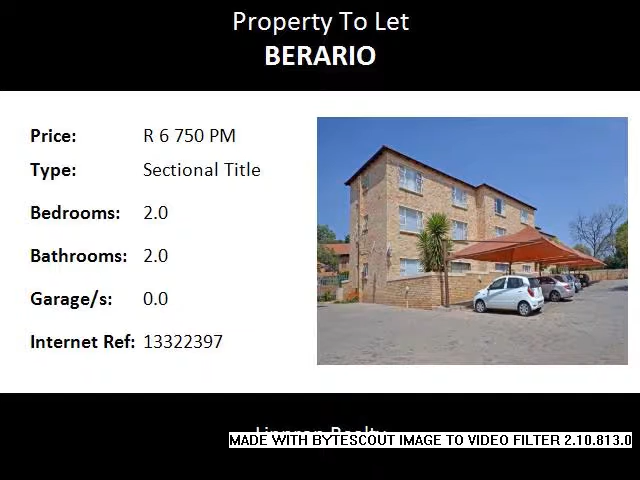 Property To Let
BERARIO
Price: R 6 750 PM
Type: Sectional Title
Bedrooms: 2.0
Bathrooms: 2.0
Garage/s: 0.0
Internet Ref: 13322397
Realty
MADE WITH BYTESCOUT IMAGE TO VIDEO FILTER 2.10.813.0